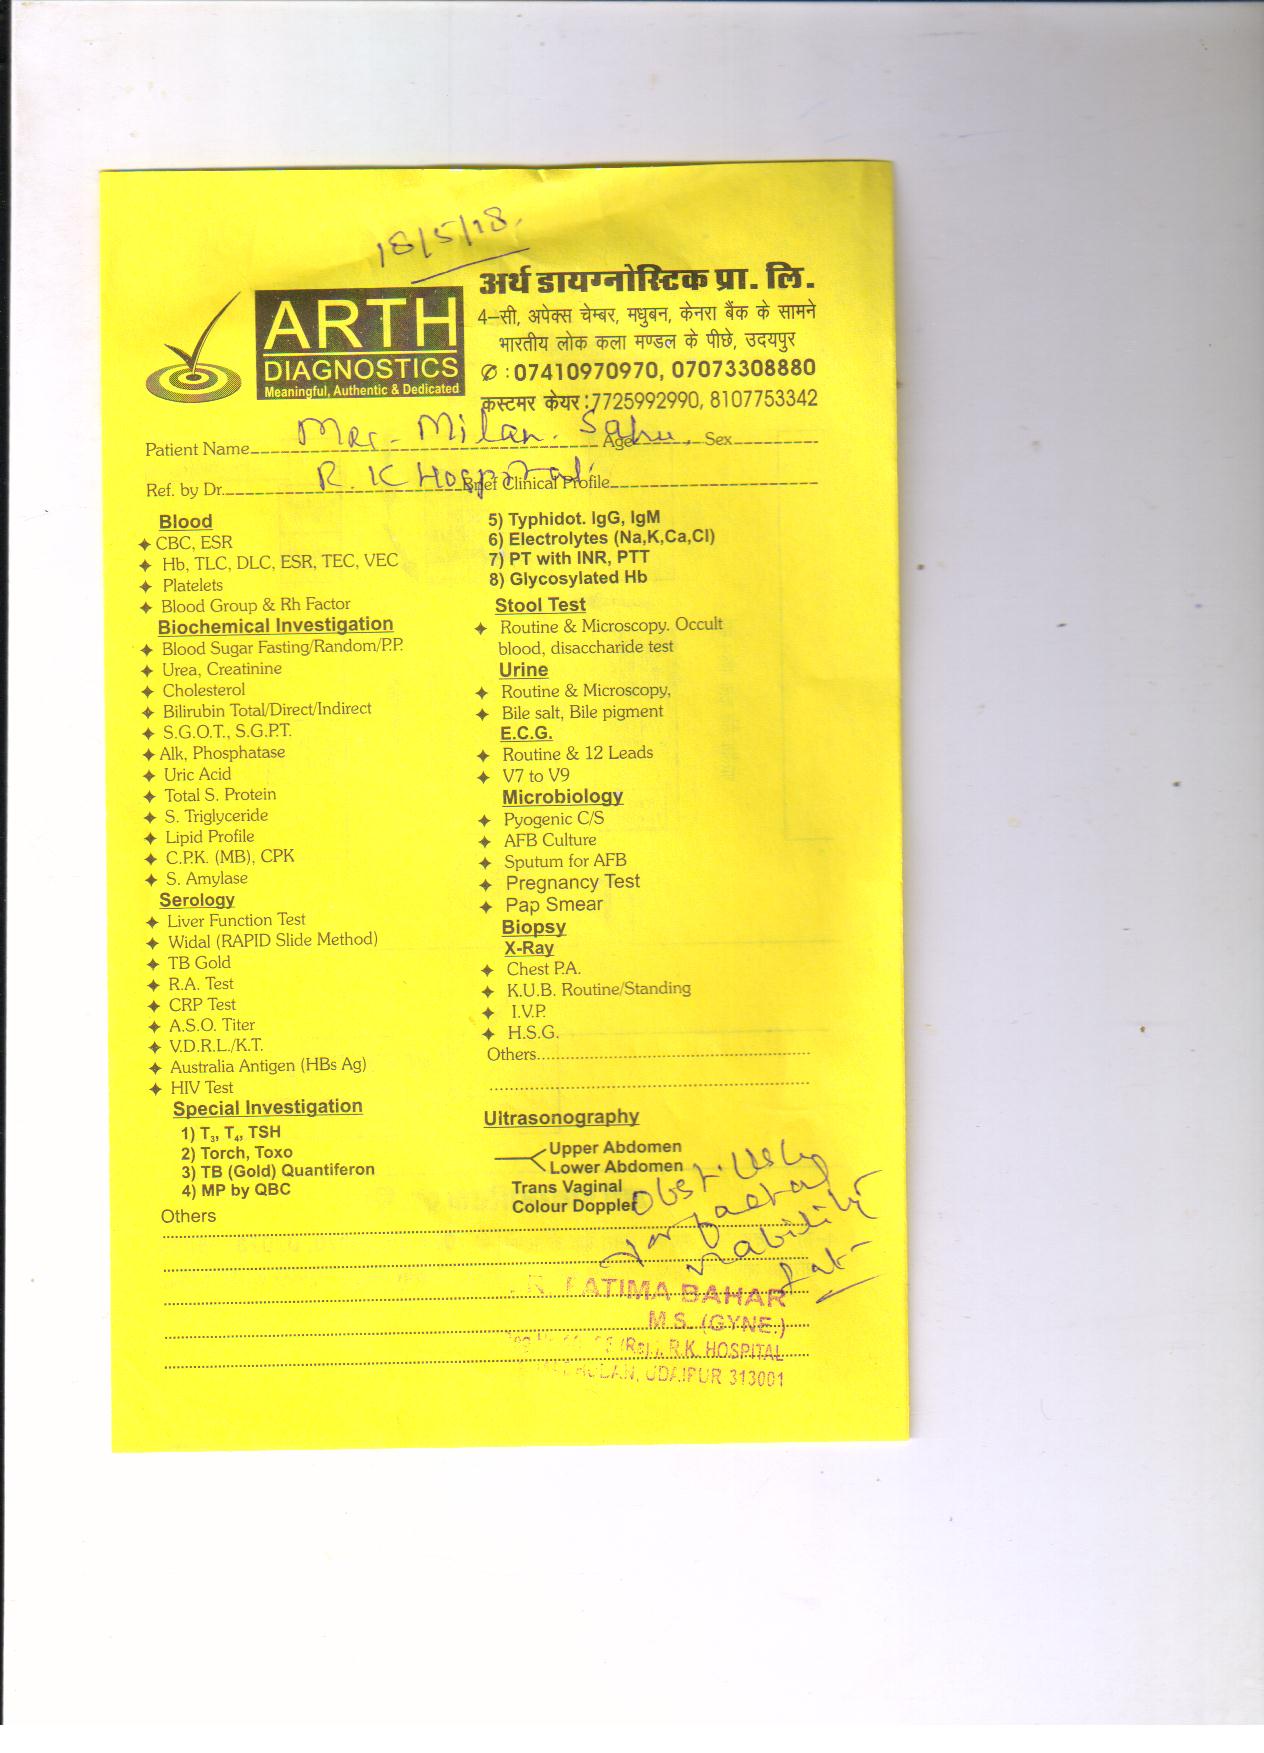 18/5/18.
ARTH
DIAGNOSTICS
Meaningful, Authentic & Dedicated
अर्थ डायग्नोस्टिक प्रा. लि.
4–सी, अपेक्स चेम्बर, मधुबन, केनरा बैंक के सामने
भारतीय लोक कला मण्डल के पीछे, उदयपुर
✆ : 07410970970, 07073308880
कस्टमर केयर : 7725992990, 8107753342
Patient Name Mrs. Milan. Sahu. Age Sex
Ref. by Dr. R. K Hospital Brief Clinical Profile
Blood
CBC, ESR
Hb, TLC, DLC, ESR, TEC, VEC
Platelets
Blood Group & Rh Factor
Biochemical Investigation
Blood Sugar Fasting/Random/P.P.
Urea, Creatinine
Cholesterol
Bilirubin Total/Direct/Indirect
S.G.O.T., S.G.P.T.
Alk, Phosphatase
Uric Acid
Total S. Protein
S. Triglyceride
Lipid Profile
C.P.K. (MB), CPK
S. Amylase
Serology
Liver Function Test
Widal (RAPID Slide Method)
TB Gold
R.A. Test
CRP Test
A.S.O. Titer
V.D.R.L./K.T.
Australia Antigen (HBs Ag)
HIV Test
Special Investigation
1) T3, T4, TSH
2) Torch, Toxo
3) TB (Gold) Quantiferon
4) MP by QBC
Others
5) Typhidot. IgG, IgM
6) Electrolytes (Na,K,Ca,Cl)
7) PT with INR, PTT
8) Glycosylated Hb
Stool Test
Routine & Microscopy. Occult
blood, disaccharide test
Urine
Routine & Microscopy,
Bile salt, Bile pigment
E.C.G.
Routine & 12 Leads
V7 to V9
Microbiology
Pyogenic C/S
AFB Culture
Sputum for AFB
Pregnancy Test
Pap Smear
Biopsy
X-Ray
Chest P.A.
K.U.B. Routine/Standing
I.V.P.
H.S.G.
Others
Ultrasonography
Upper Abdomen
Lower Abdomen
Trans Vaginal
Colour Doppler
Obst. USG
for faetal
viability
FATIMA BAHAR
M.S. (GYNE.)
R.K. HOSPITAL
UDAIPUR 313001